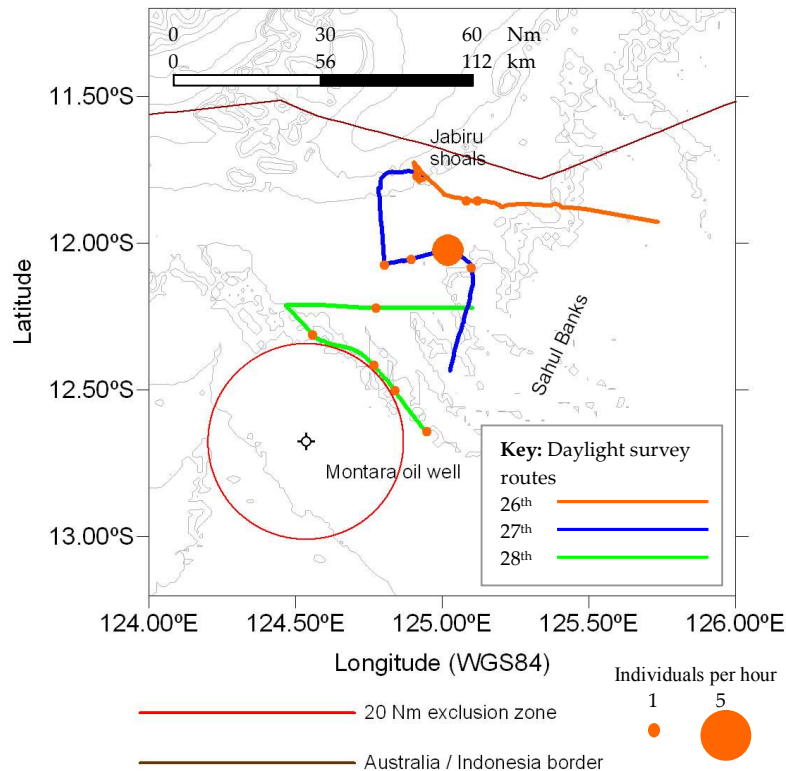 0 30 60 Nm
0 56 112 km
11.50ºS
Jabiru
shoals
12.00ºS
Latitude
Sahul Banks
12.50ºS
Key: Daylight survey
routes
Montara oil well
26th
27th
13.00ºS
28th
124.00ºE 124.50ºE 125.00ºE 125.50ºE 126.00ºE
Longitude (WGS84)
Individuals per hour
1 5
20 Nm exclusion zone
Australia / Indonesia border